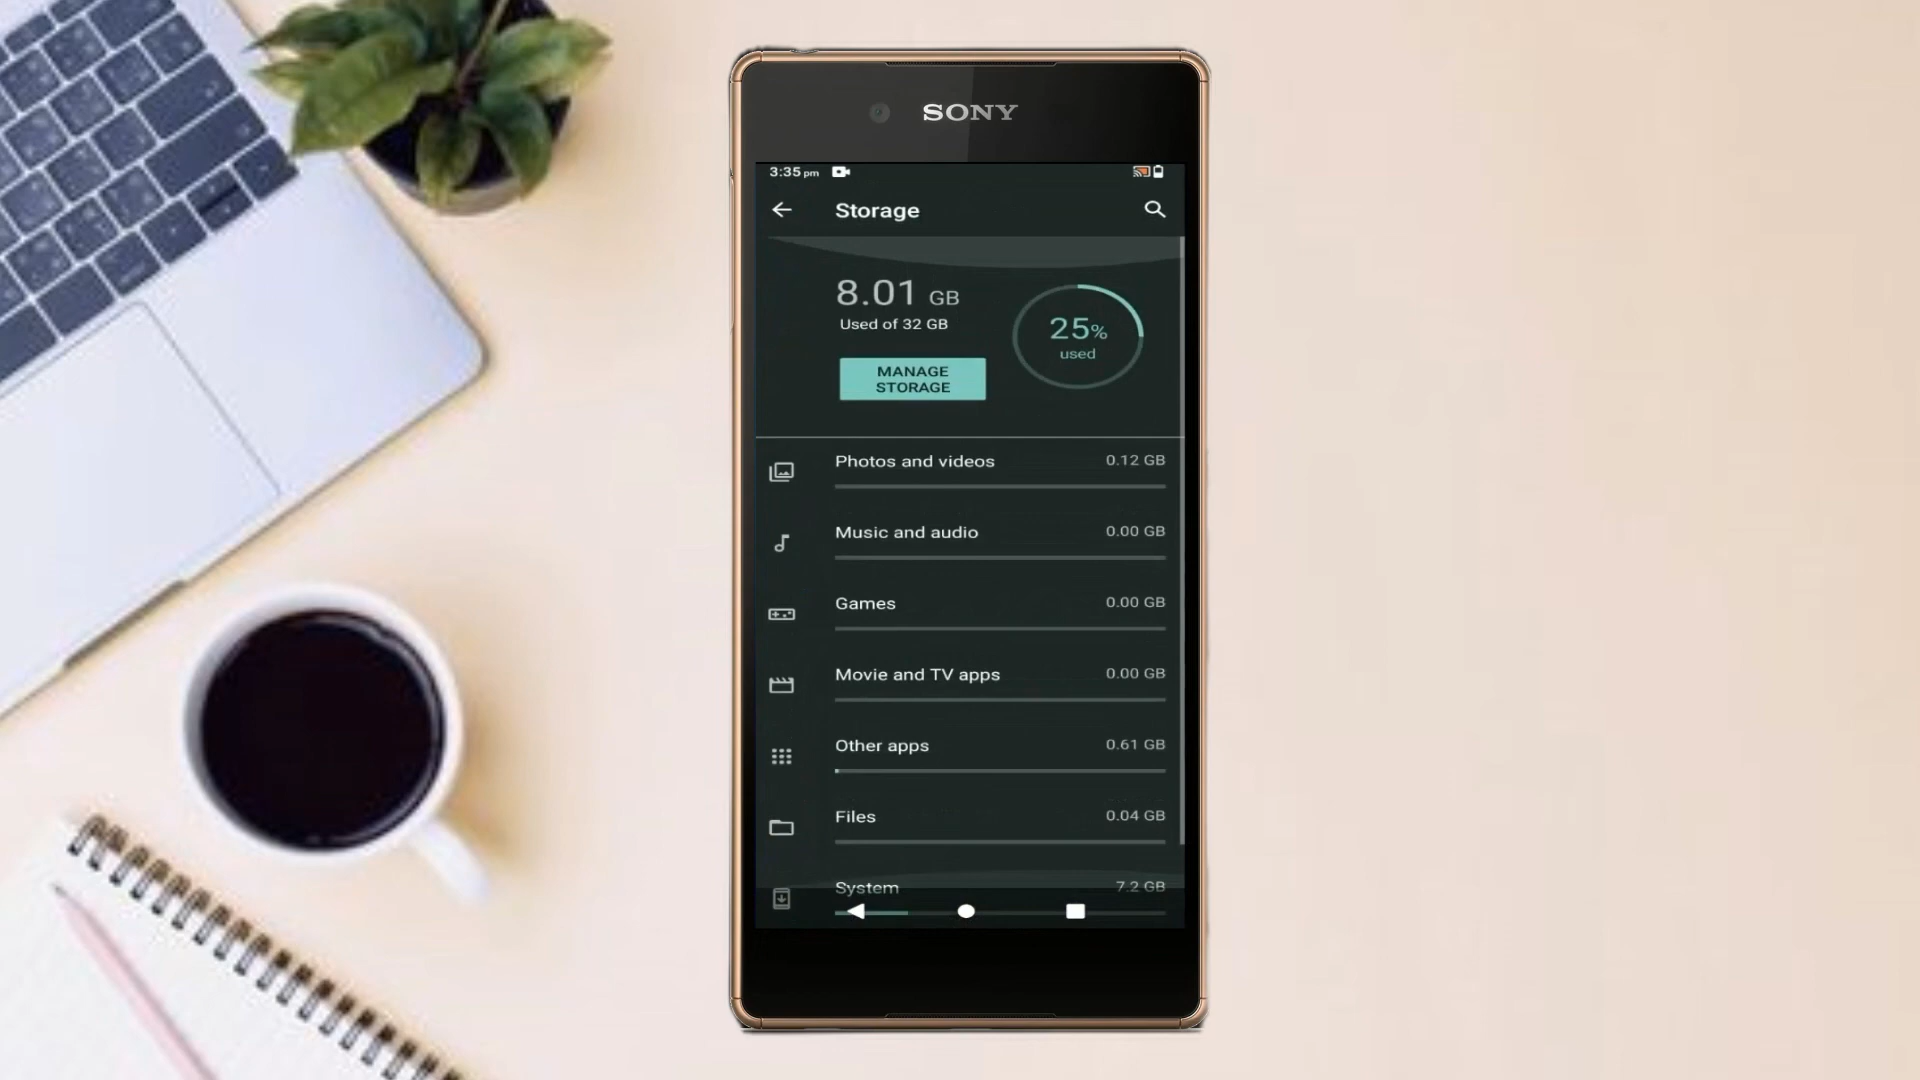 SONY
3:35 pm
Storage
8.01 GB
Used of 32 GB
25%
used
MANAGE
STORAGE
Photos and videos 0.12 GB
Music and audio 0.00 GB
Games 0.00 GB
Movie and TV apps 0.00 GB
Other apps 0.61 GB
Files 0.04 GB
System 7.2 GB